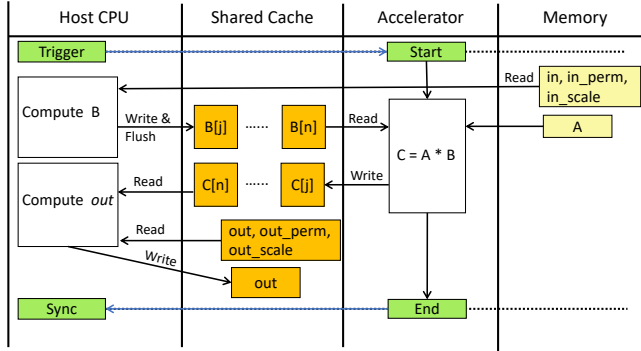 Host CPU
Shared Cache
Accelerator
Memory
Trigger
Start
Read
in, in_perm,
in_scale
Compute B
Write &
Flush
B[j]
......
B[n]
Read
A
C = A * B
Compute out
Read
C[n]
......
C[j]
Write
Read
out, out_perm,
out_scale
Write
out
Sync
End